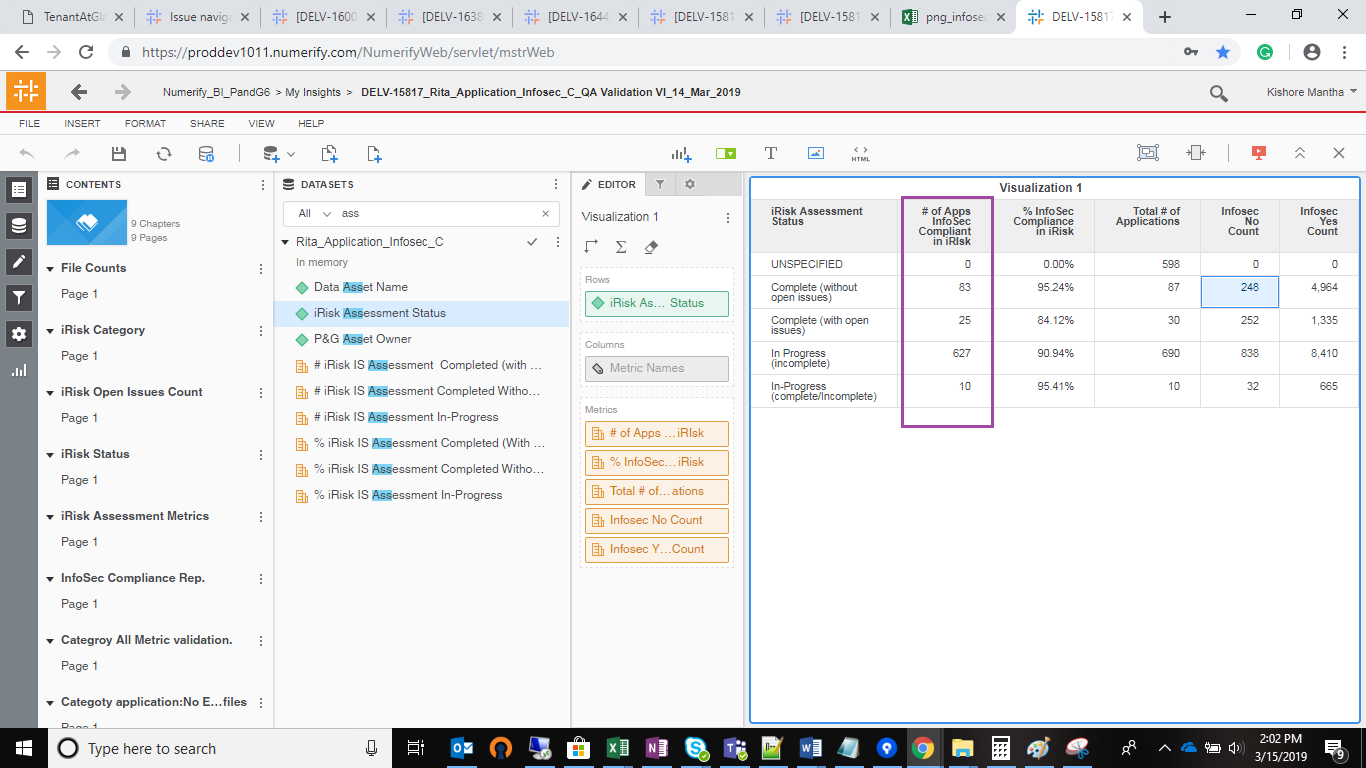 TenantAtGla
Issue naviga
[DELV-1600
[DELV-1638
[DELV-1644
[DELV-1581
[DELV-1581
png_infosec
DELV-15817
https://proddev1011.numerify.com/NumerifyWeb/servlet/mstrWeb
Numerify_BI_PandG6 > My Insights > DELV-15817_Rita_Application_Infosec_C_QA Validation VI_14_Mar_2019
Kishore Mantha
FILE INSERT FORMAT SHARE VIEW HELP
HTML
CONTENTS
9 Chapters
9 Pages
File Counts
Page 1
iRisk Category
Page 1
iRisk Open Issues Count
Page 1
iRisk Status
Page 1
iRisk Assessment Metrics
Page 1
InfoSec Compliance Rep.
Page 1
Categroy All Metric validation.
Page 1
Categoty application:No E...files
Page 1
DATASETS
All ass
Rita_Application_Infosec_C
In memory
Data Asset Name
iRisk Assessment Status
P&G Asset Owner
# iRisk IS Assessment Completed (with ...
# iRisk IS Assessment Completed Witho...
# iRisk IS Assessment In-Progress
% iRisk IS Assessment Completed (With ...
% iRisk IS Assessment Completed Witho...
% iRisk IS Assessment In-Progress
EDITOR
Visualization 1
Rows
iRisk As... Status
Columns
Metric Names
Metrics
# of Apps ...iRIsk
% InfoSec...iRisk
Total # of...ations
Infosec No Count
Infosec Y...Count
Visualization 1
iRisk Assessment
Status
# of Apps
InfoSec
Compliant
in iRIsk
% InfoSec
Compliance
in iRisk
Total # of
Applications
Infosec
No
Count
Infosec
Yes
Count
UNSPECIFIED 0 0.00% 598 0 0
Complete (without
open issues)
83 95.24% 87 248 4,964
Complete (with open
issues)
25 84.12% 30 252 1,335
In Progress
(incomplete)
627 90.94% 690 838 8,410
In-Progress
(complete/Incomplete)
10 95.41% 10 32 665
Type here to search
2:02 PM
3/15/2019
9